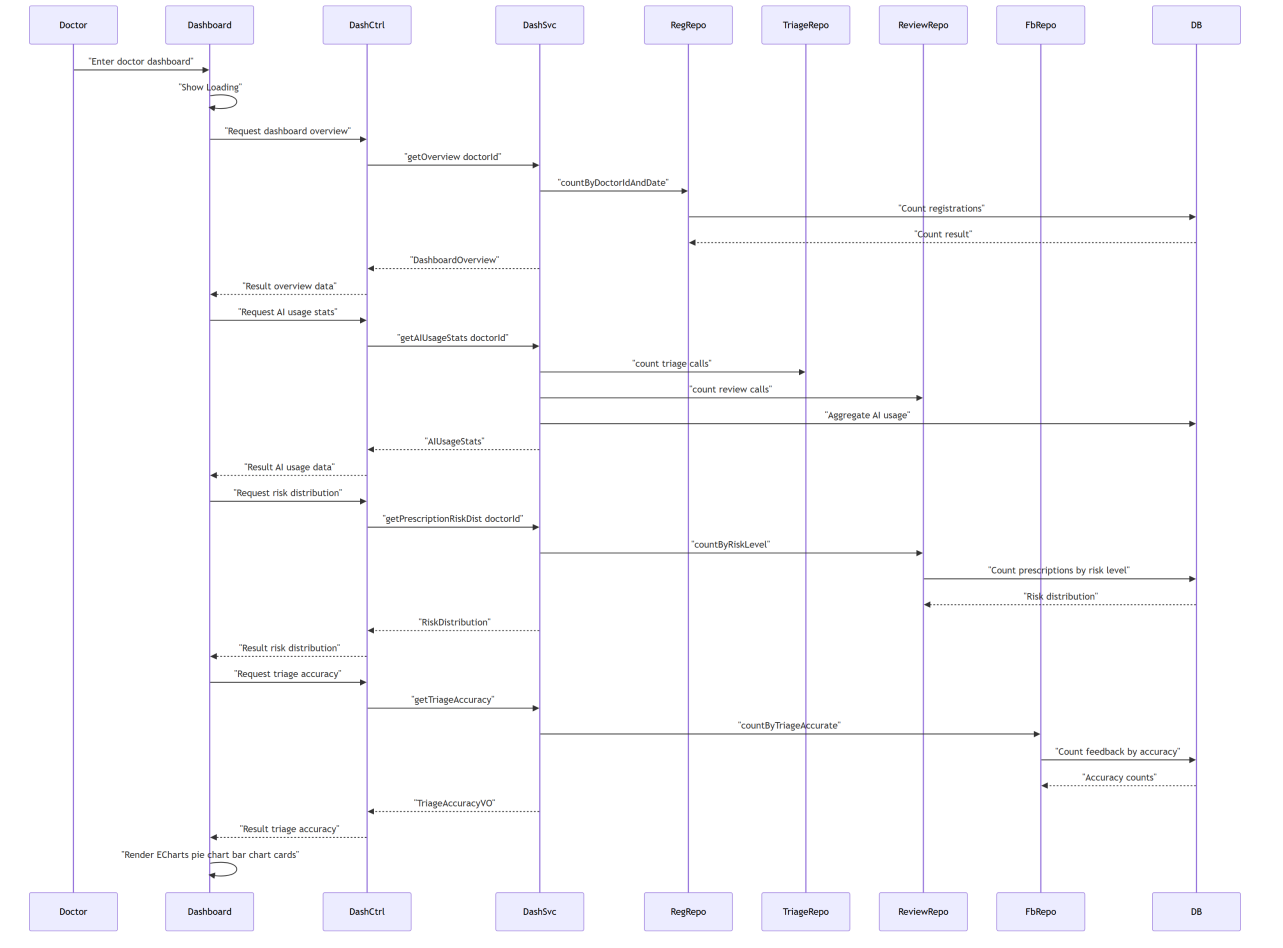 Doctor
Dashboard
DashCtrl
DashSvc
RegRepo
TriageRepo
ReviewRepo
FbRepo
DB
"Enter doctor dashboard"
"Show Loading"
"Request dashboard overview"
"getOverview doctorId"
"countByDoctorIdAndDate"
"Count registrations"
"Count result"
"DashboardOverview"
"Result overview data"
"Request AI usage stats"
"getAIUsageStats doctorId"
"count triage calls"
"count review calls"
"Aggregate AI usage"
"AIUsageStats"
"Result AI usage data"
"Request risk distribution"
"getPrescriptionRiskDist doctorId"
"countByRiskLevel"
"Count prescriptions by risk level"
"Risk distribution"
"RiskDistribution"
"Result risk distribution"
"Request triage accuracy"
"getTriageAccuracy"
"countByTriageAccurate"
"Count feedback by accuracy"
"Accuracy counts"
"TriageAccuracyVO"
"Result triage accuracy"
"Render ECharts pie chart bar chart cards"
Doctor
Dashboard
DashCtrl
DashSvc
RegRepo
TriageRepo
ReviewRepo
FbRepo
DB